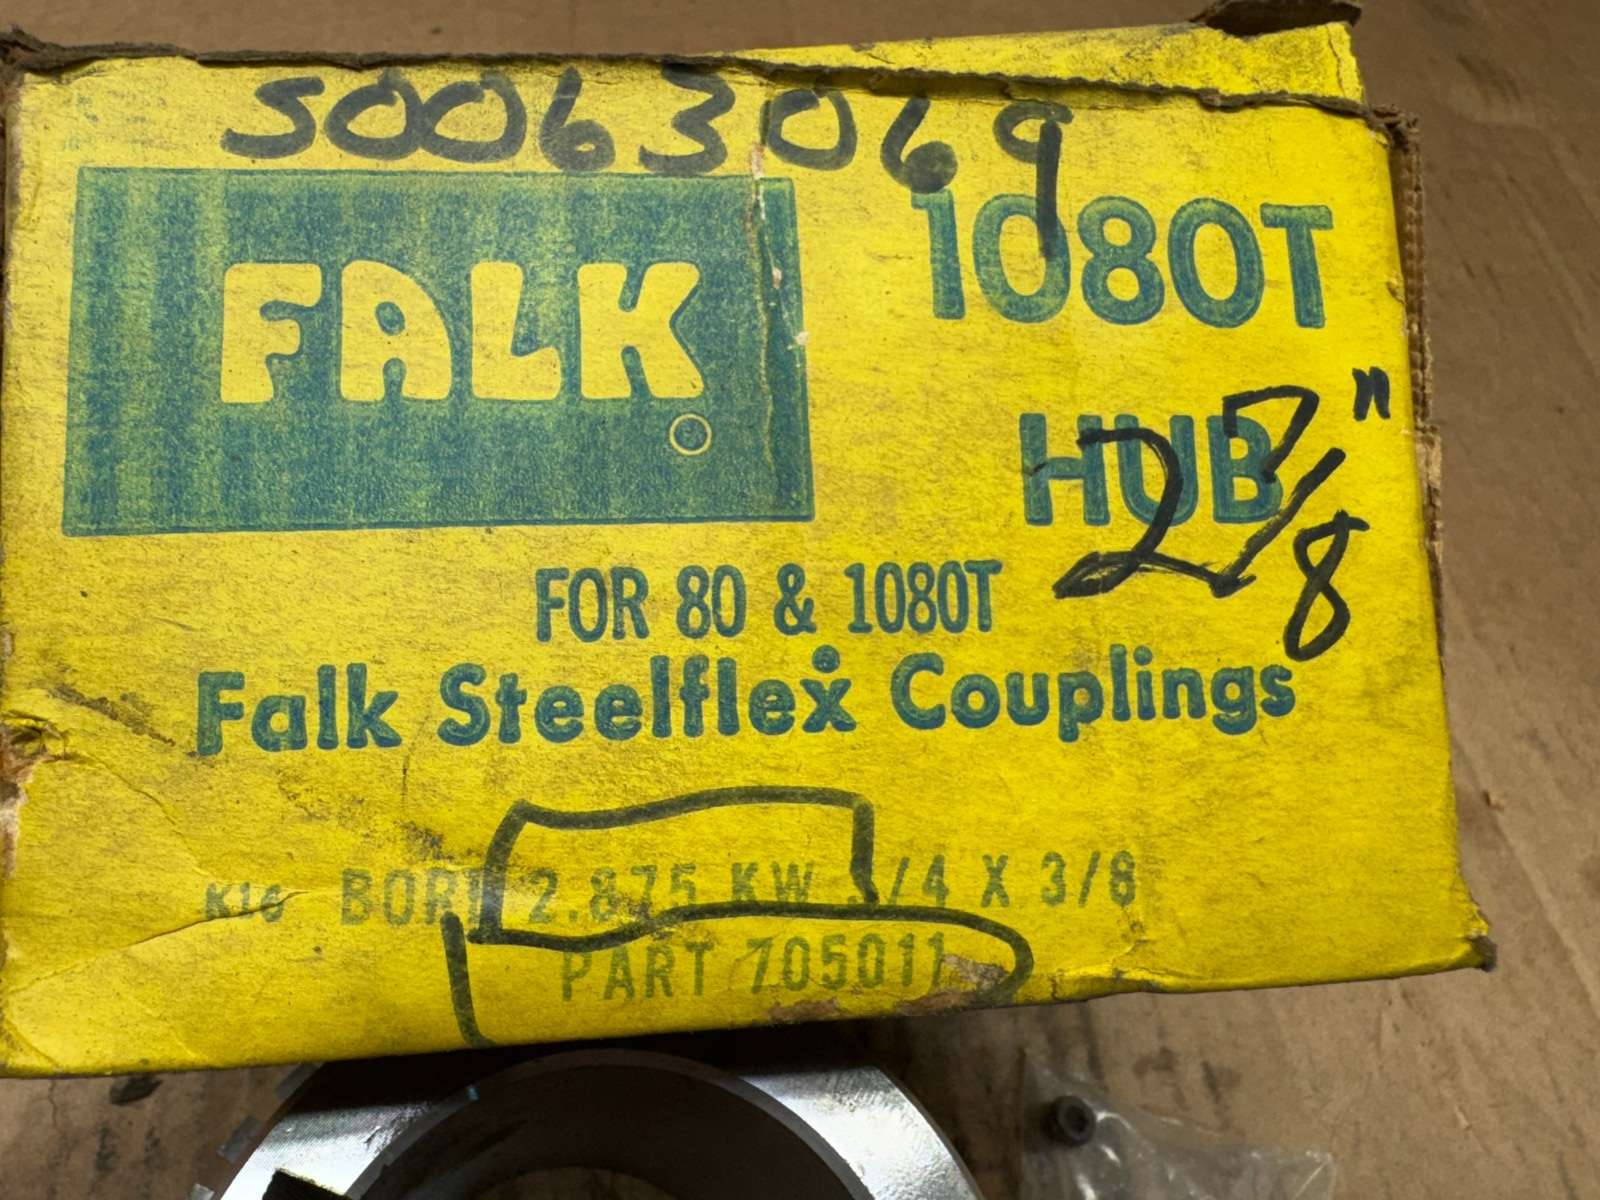 50063069
FALK
1080T
HUB
2 7/8"
FOR 80 & 1080T
Falk Steelflex Couplings
BORE 2.875 KW 3/4 X 3/8
PART 705011